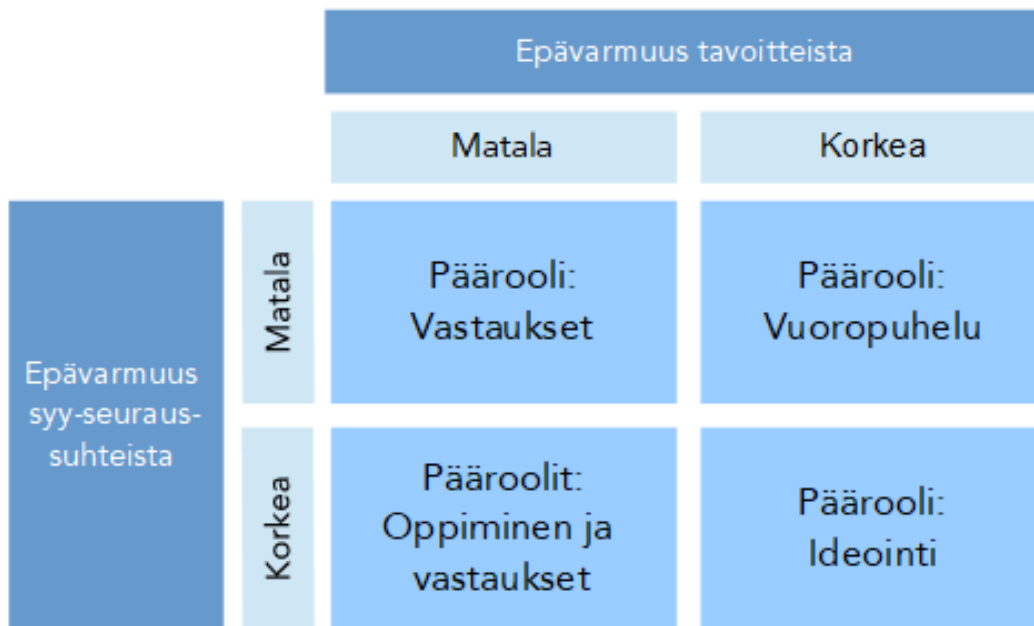 Epävarmuus tavoitteista
Matala
Korkea
Epävarmuus
syy-seuraus-
suhteista
Matala
Päärooli:
Vastaukset
Päärooli:
Vuoropuhelu
Korkea
Pääroolit:
Oppiminen ja
vastaukset
Päärooli:
Ideointi